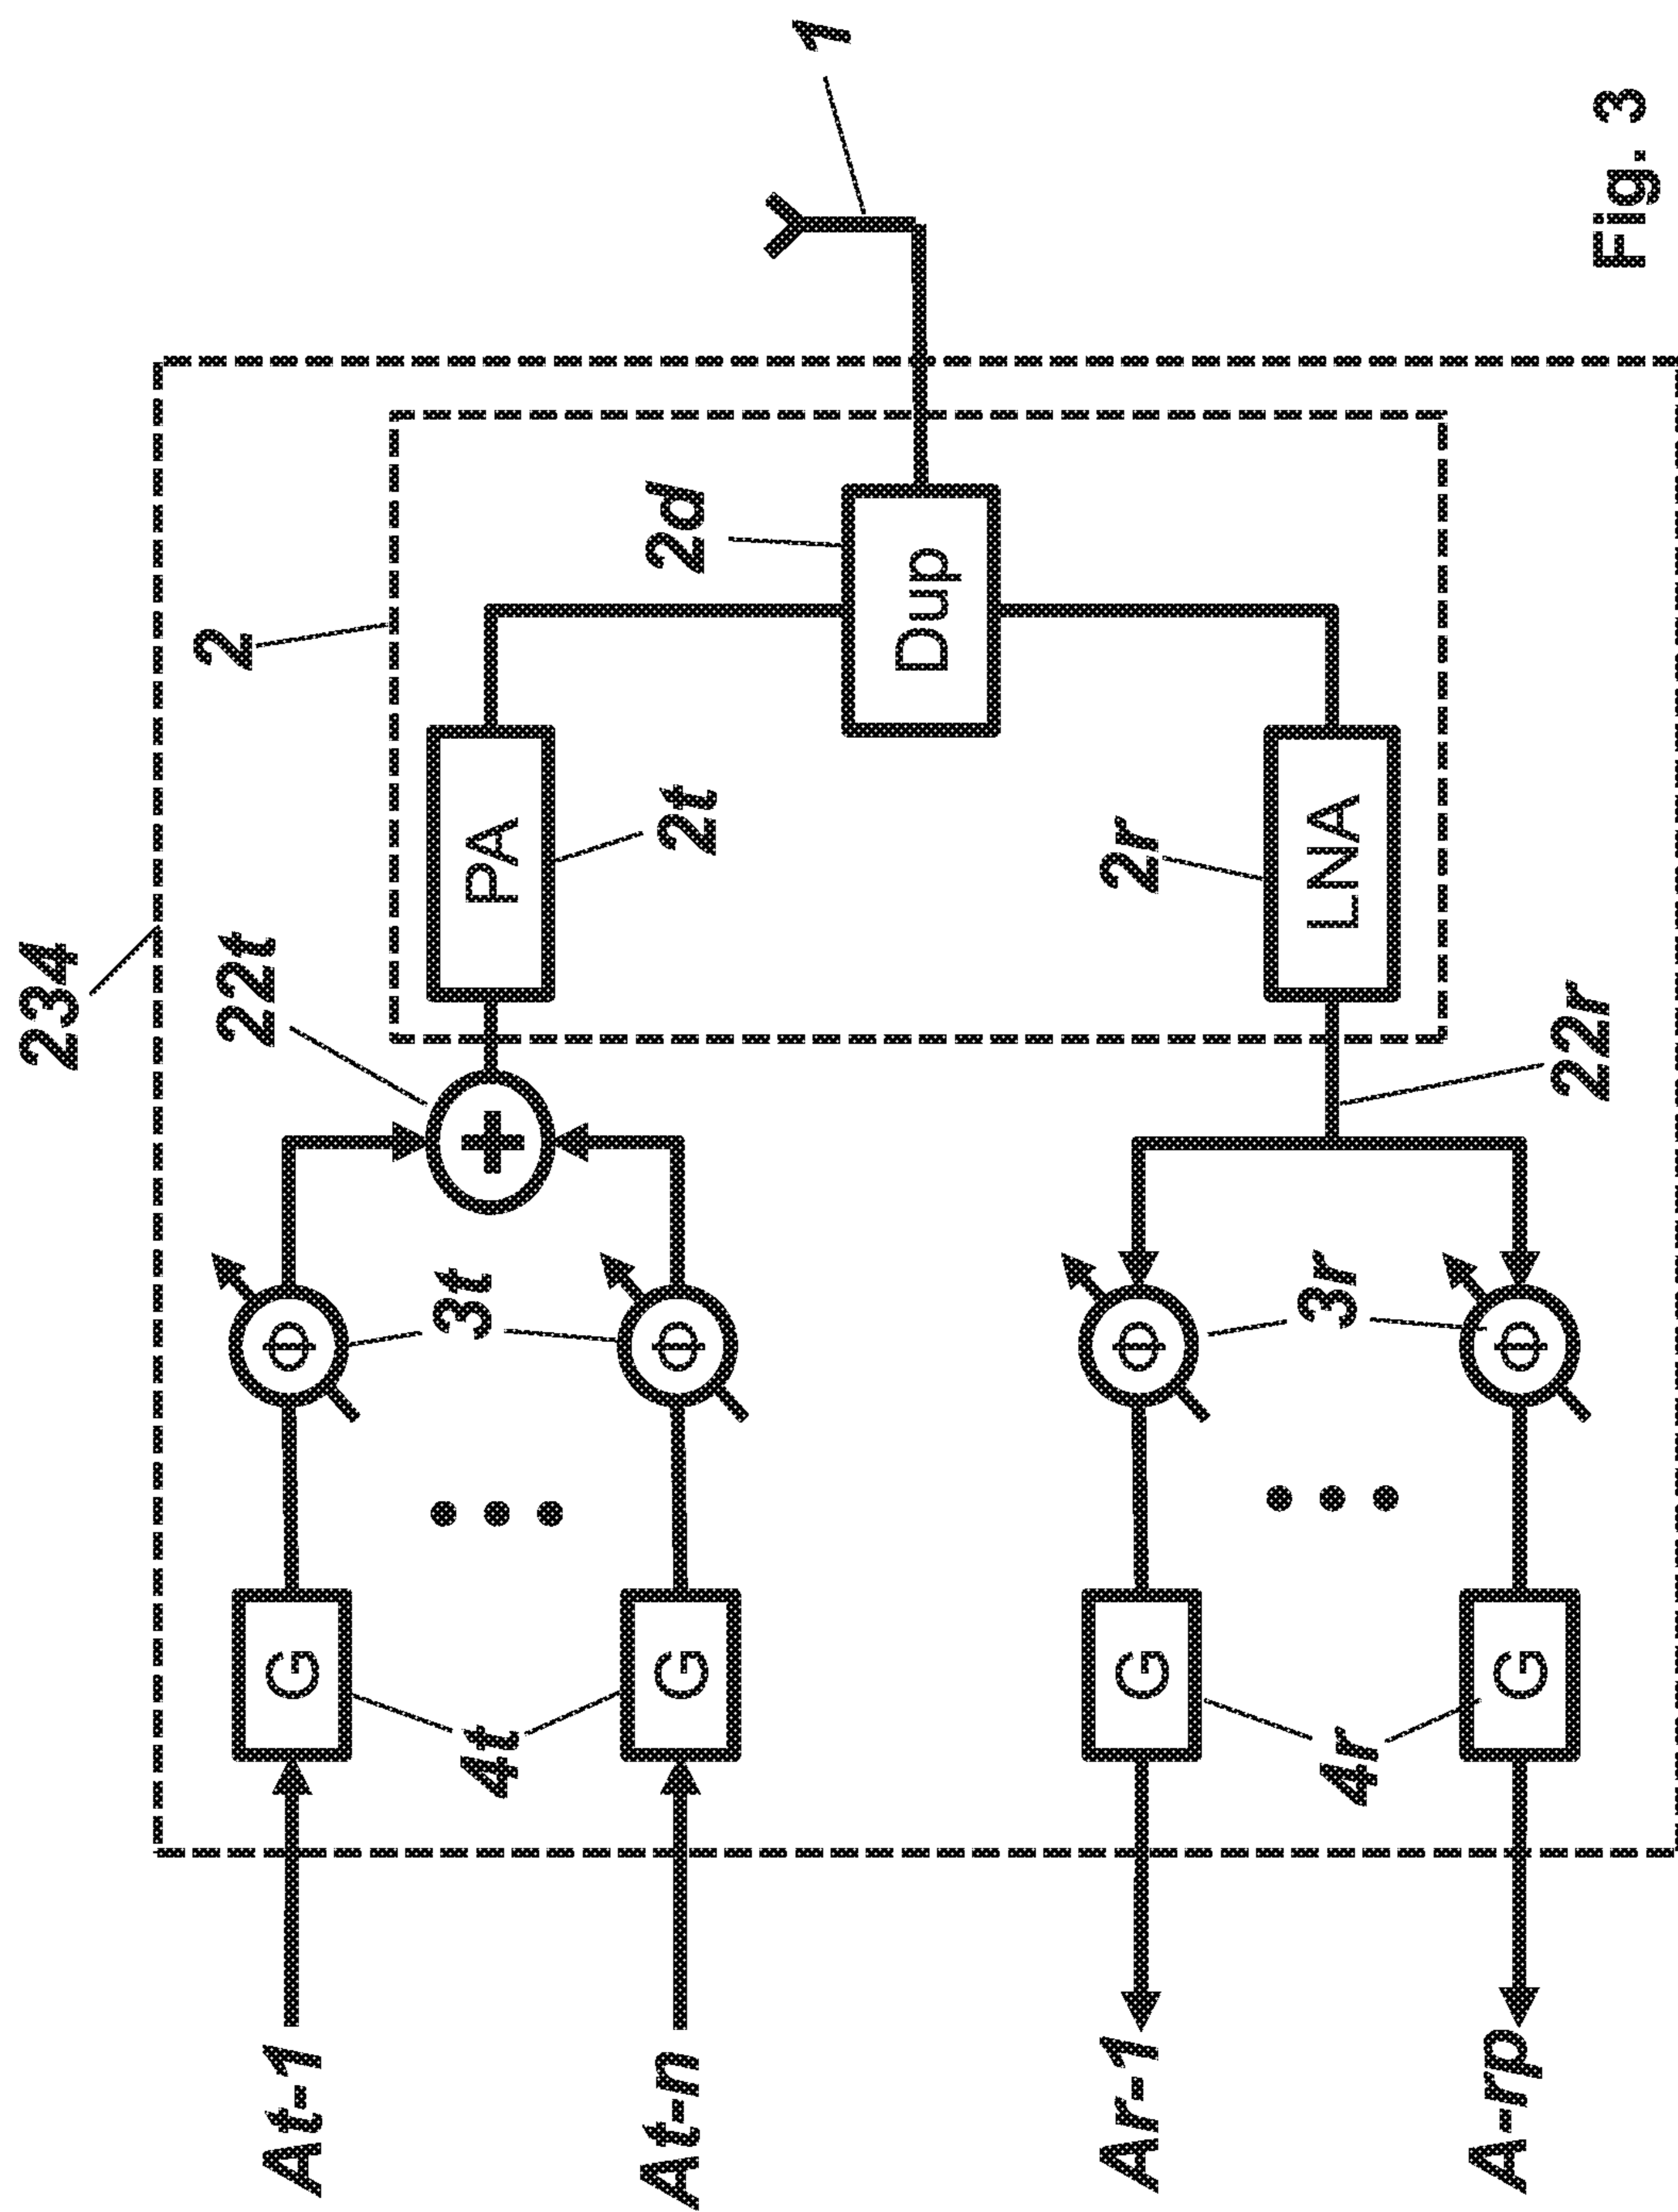 234
2
22t
At-1
G
Φ
3t
4t
PA
2t
2d
At-n
G
Φ
Dup
1
Ar-1
G
Φ
2r
3r
4r
LNA
A-rp
G
Φ
22r
Fig. 3
+